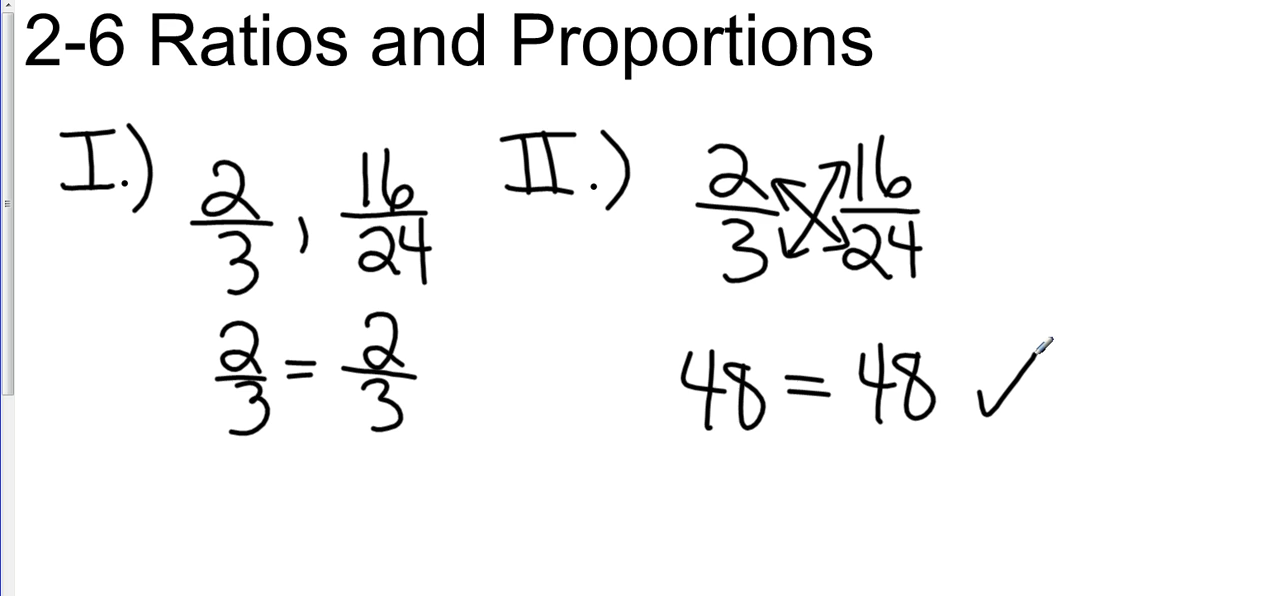 2-6 Ratios and Proportions
I.) 2/3 , 16/24
2/3 = 2/3
II.) 2/3 16/24
48 = 48 ✓